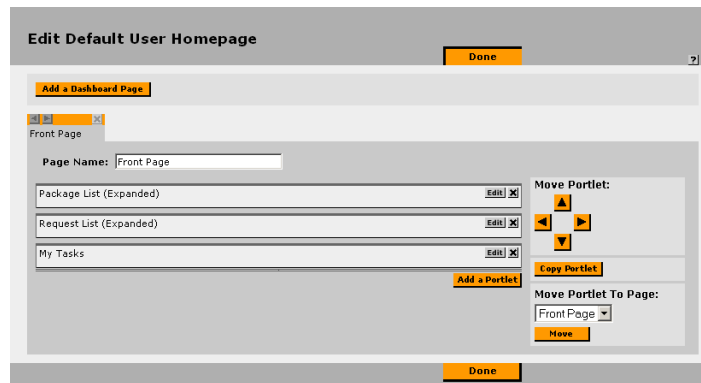 Edit Default User Homepage
Done
?
Add a Dashboard Page
Front Page
Page Name: Front Page
Package List (Expanded) Edit X
Request List (Expanded) Edit X
My Tasks Edit X
Add a Portlet
Move Portlet:
Copy Portlet
Move Portlet To Page:
Front Page
Move
Done